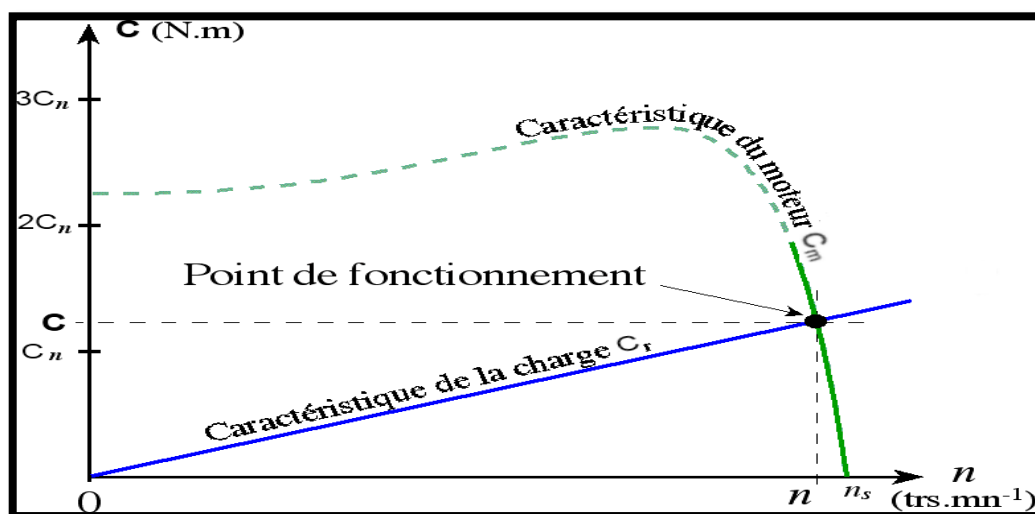 C (N.m)
3Cn
Caractéristique du moteur Cm
2Cn
Point de fonctionnement
C
Cn
Caractéristique de la charge Cr
O
n
ns
n
(trs.mn-1)